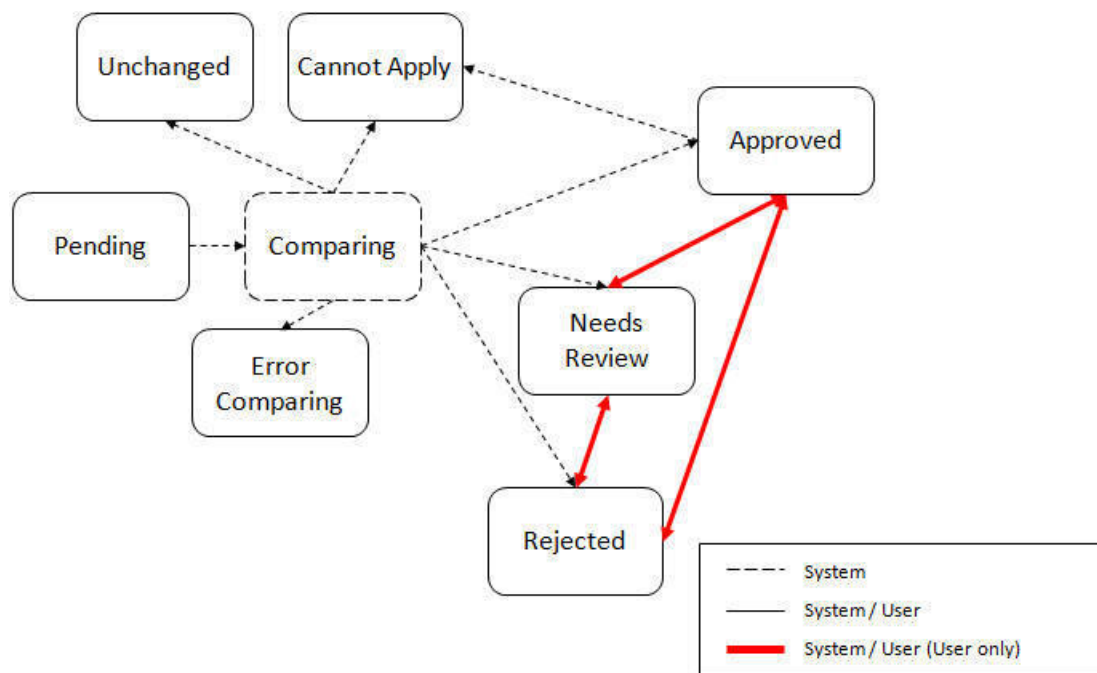 Unchanged
Cannot Apply
Approved
Pending
Comparing
Needs
Review
Error
Comparing
Rejected
System
System / User
System / User (User only)